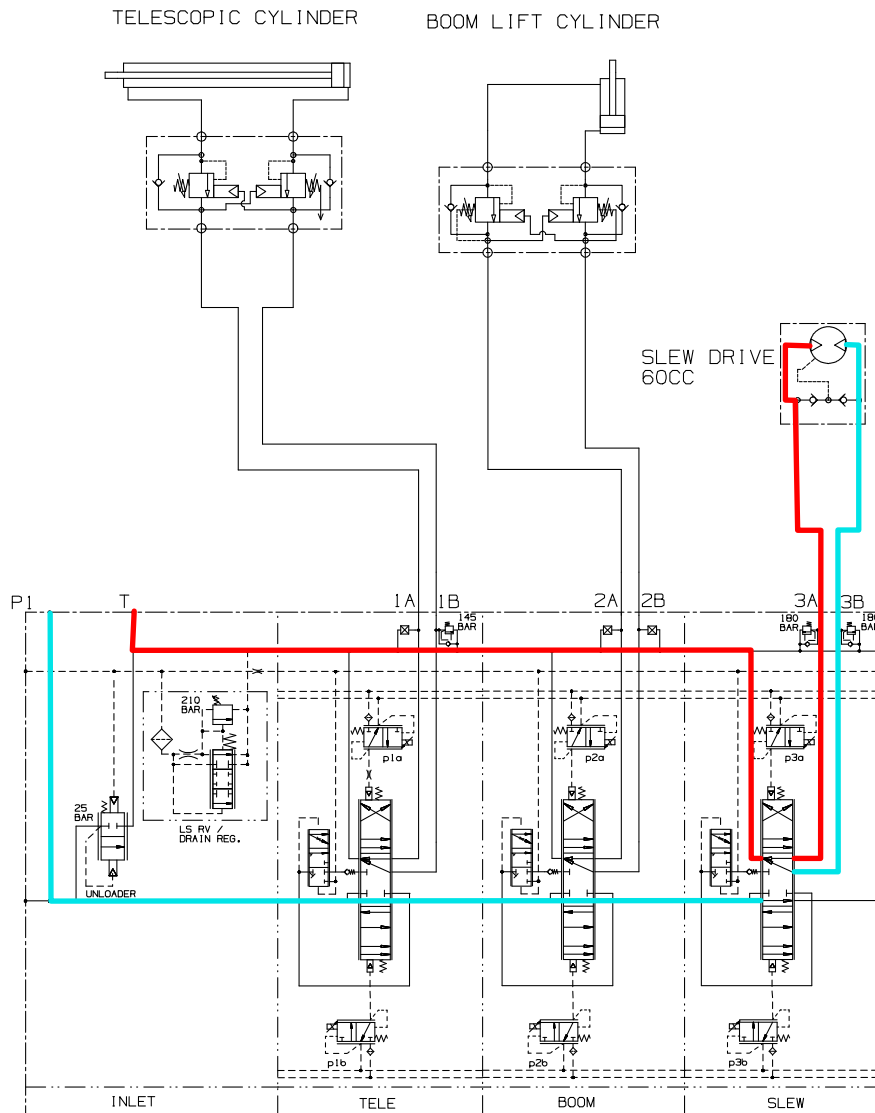 TELESCOPIC CYLINDER
BOOM LIFT CYLINDER
SLEW DRIVE
60CC
P1
T
1A
1B
2A
2B
3A
3B
145
BAR
180
BAR
180
BAR
210
BAR
p1a
p2a
p3a
25
BAR
LS RV /
DRAIN REG.
UNLOADER
p1b
p2b
p3b
INLET
TELE
BOOM
SLEW